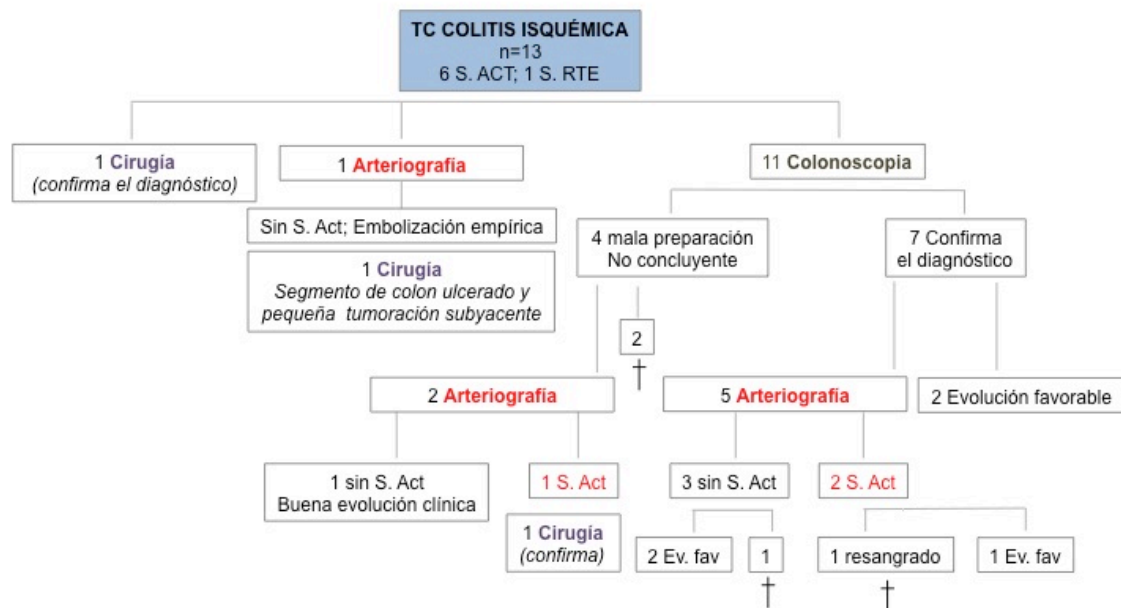 TC COLITIS ISQUÉMICA
n=13
6 S. ACT; 1 S. RTE
1 Cirugía
(confirma el diagnóstico)
1 Arteriografía
11 Colonoscopia
Sin S. Act; Embolización empírica
4 mala preparación
No concluyente
7 Confirma
el diagnóstico
1 Cirugía
Segmento de colon ulcerado y
pequeña tumoración subyacente
2
†
2 Arteriografía
5 Arteriografía
2 Evolución favorable
1 sin S. Act
Buena evolución clínica
1 S. Act
3 sin S. Act
2 S. Act
1 Cirugía
(confirma)
2 Ev. fav
1
†
1 resangrado
†
1 Ev. fav